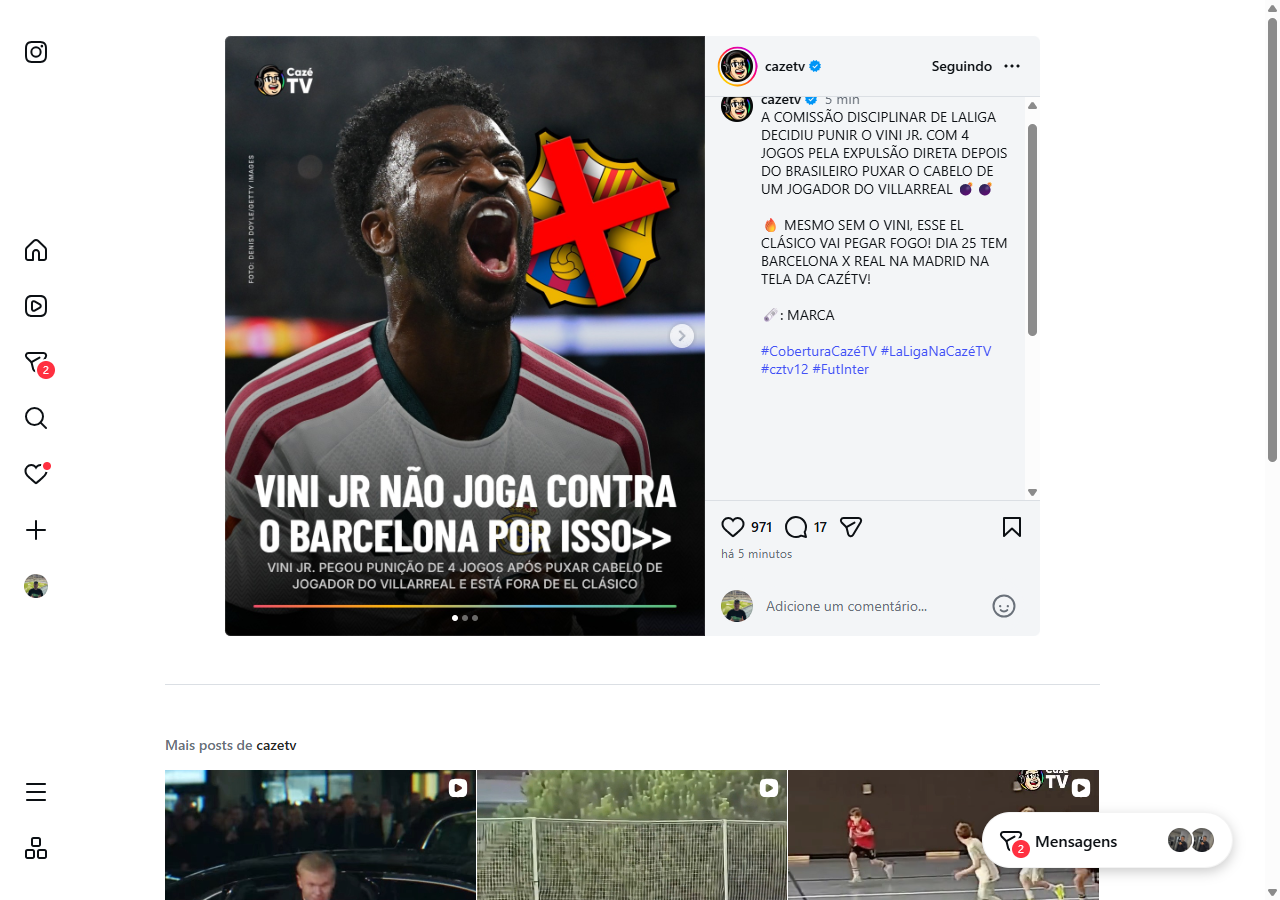 Cazé
TV
FOTO: DENIS DOYLE/GETTY IMAGES
VINI JR NÃO JOGA CONTRA
O BARCELONA POR ISSO>>
VINI JR. PEGOU PUNIÇÃO DE 4 JOGOS APÓS PUXAR CABELO DE
JOGADOR DO VILLARREAL E ESTÁ FORA DE EL CLÁSICO
cazetv
Seguindo
cazetv 5 min
A COMISSÃO DISCIPLINAR DE LALIGA
DECIDIU PUNIR O VINI JR. COM 4
JOGOS PELA EXPULSÃO DIRETA DEPOIS
DO BRASILEIRO PUXAR O CABELO DE
UM JOGADOR DO VILLARREAL 💣 💣
🔥 MESMO SEM O VINI, ESSE EL
CLÁSICO VAI PEGAR FOGO! DIA 25 TEM
BARCELONA X REAL NA MADRID NA
TELA DA CAZÉTV!
🗞️: MARCA
#CoberturaCazéTV #LaLigaNaCazéTV
#cztv12 #FutInter
971
17
há 5 minutos
Adicione um comentário...
2
Mais posts de cazetv
Cazé
TV
2
Mensagens